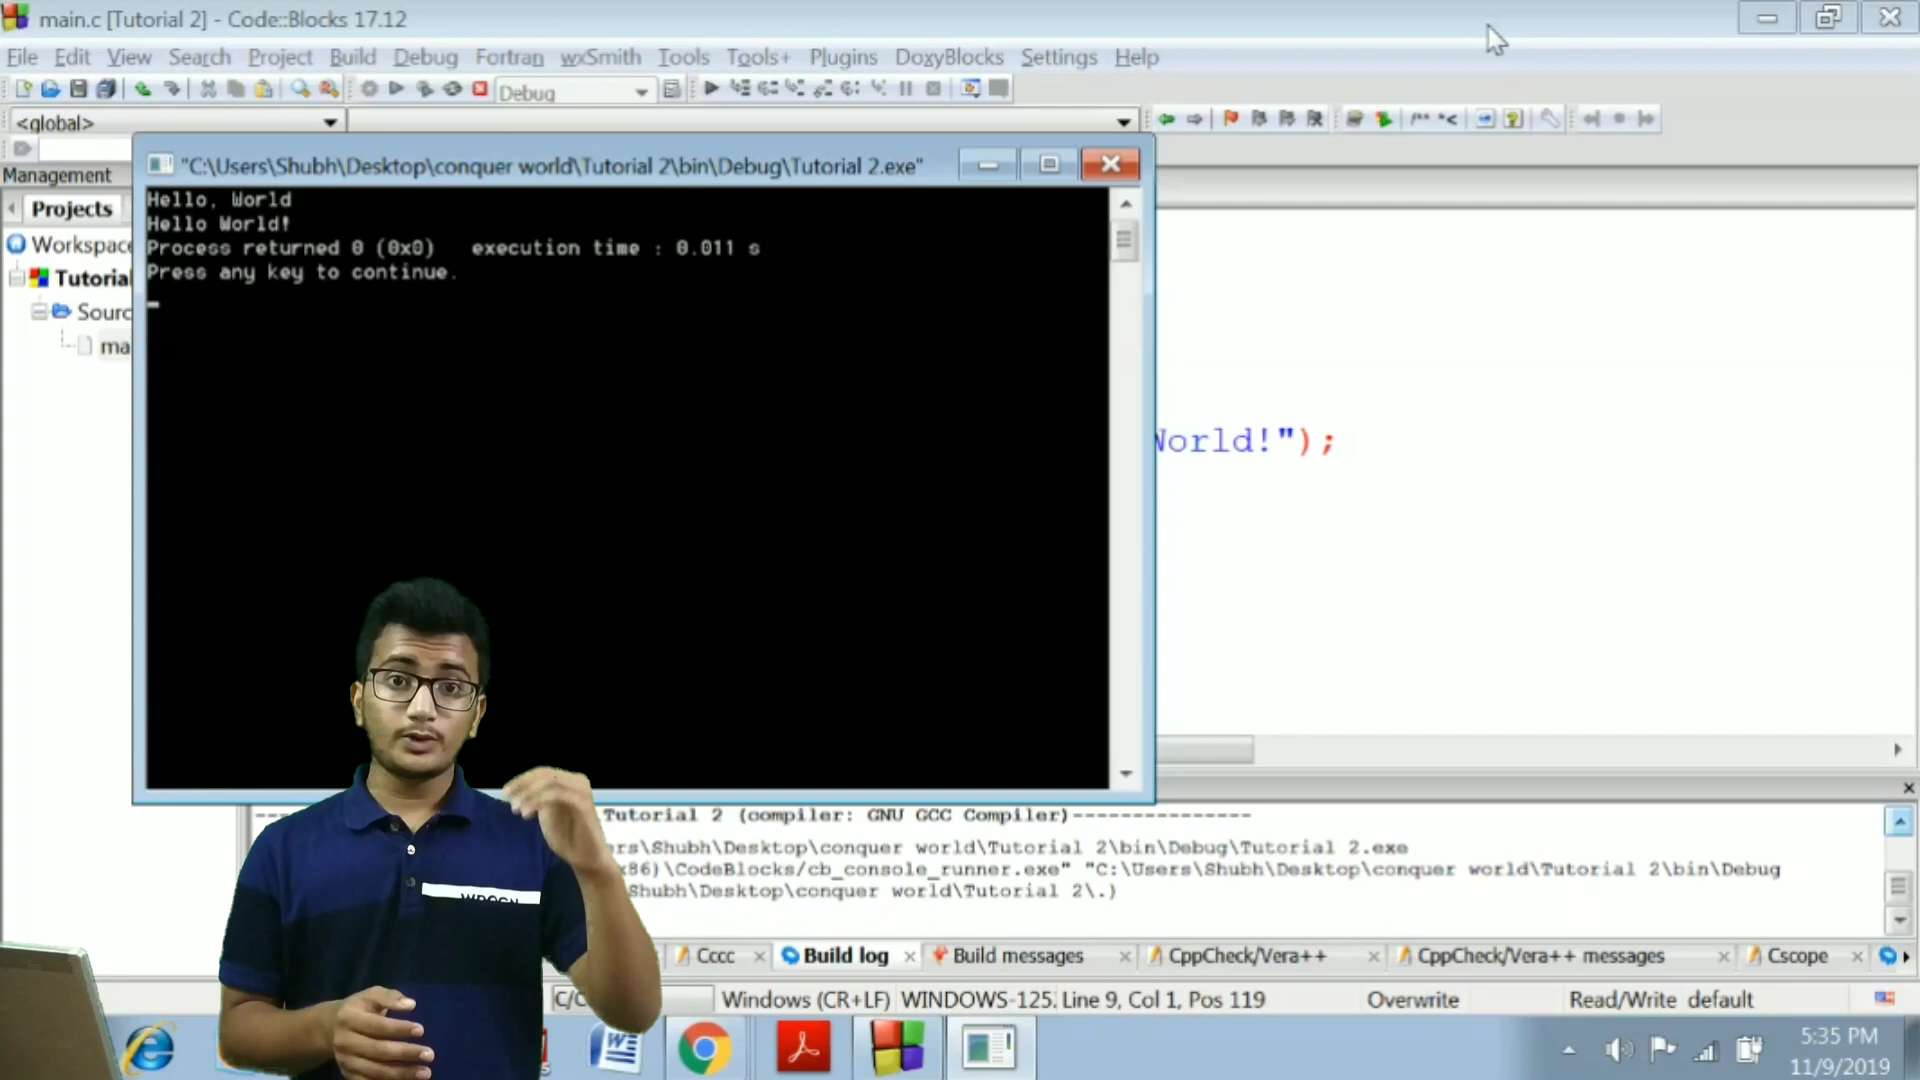 main.c [Tutorial 2] - Code::Blocks 17.12
File Edit View Search Project Build Debug Fortran wxSmith Tools Tools+ Plugins DoxyBlocks Settings Help
Debug
<global>
"C:\Users\Shubh\Desktop\conquer world\Tutorial 2\bin\Debug\Tutorial 2.exe"
Management
Projects
Workspace
Tutorial
Sourc
ma
Hello, World
Hello World!
Process returned 0 (0x0) execution time : 0.011 s
Press any key to continue.
World!");
Tutorial 2 (compiler: GNU GCC Compiler)---------------
ers\Shubh\Desktop\conquer world\Tutorial 2\bin\Debug\Tutorial 2.exe
x86)\CodeBlocks/cb_console_runner.exe" "C:\Users\Shubh\Desktop\conquer world\Tutorial 2\bin\Debug
\Shubh\Desktop\conquer world\Tutorial 2\.)
Cccc Build log Build messages CppCheck/Vera++ CppCheck/Vera++ messages Cscope
C/C Windows (CR+LF) WINDOWS-125. Line 9, Col 1, Pos 119 Overwrite Read/Write default
5:35 PM
11/9/2019